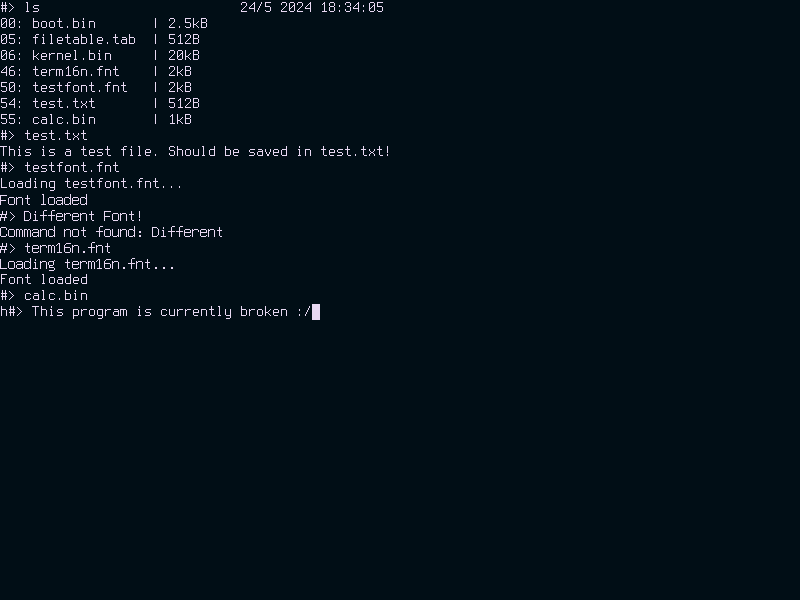 #> ls                         24/5 2024 18:34:05
00: boot.bin       | 2.5kB
05: filetable.tab  | 512B
06: kernel.bin     | 20kB
46: term16n.fnt    | 2kB
50: testfont.fnt   | 2kB
54: test.txt       | 512B
55: calc.bin       | 1kB
#> test.txt
This is a test file. Should be saved in test.txt!
#> testfont.fnt
Loading testfont.fnt...
Font loaded
#> Different Font!
Command not found: Different
#> term16n.fnt
Loading term16n.fnt...
Font loaded
#> calc.bin
h#> This program is currently broken :/